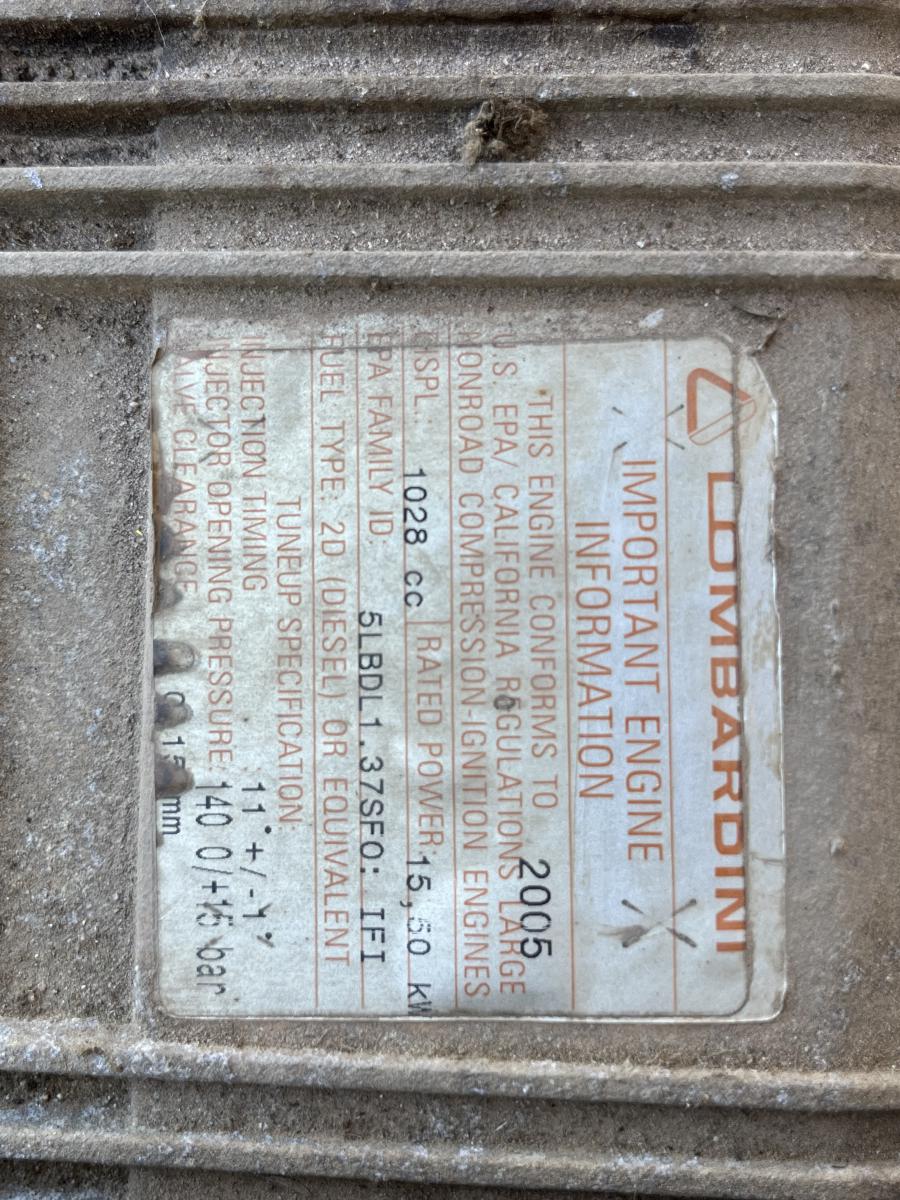 LOMBARDINI
IMPORTANT ENGINE
INFORMATION
THIS ENGINE CONFORMS TO 2005
U.S EPA/ CALIFORNIA REGULATIONS LARGE
NONROAD COMPRESSION-IGNITION ENGINES
DISPL.: 1028 cc RATED POWER: 15,50 kW
EPA FAMILY ID: 5LBDL1.37SFO: IFI
FUEL TYPE: 2D (DIESEL) OR EQUIVALENT
TUNEUP SPECIFICATION:
INJECTION TIMING 11°+/-1°
INJECTOR OPENING PRESSURE: 140 0/+15 bar
VALVE CLEARANCE mm